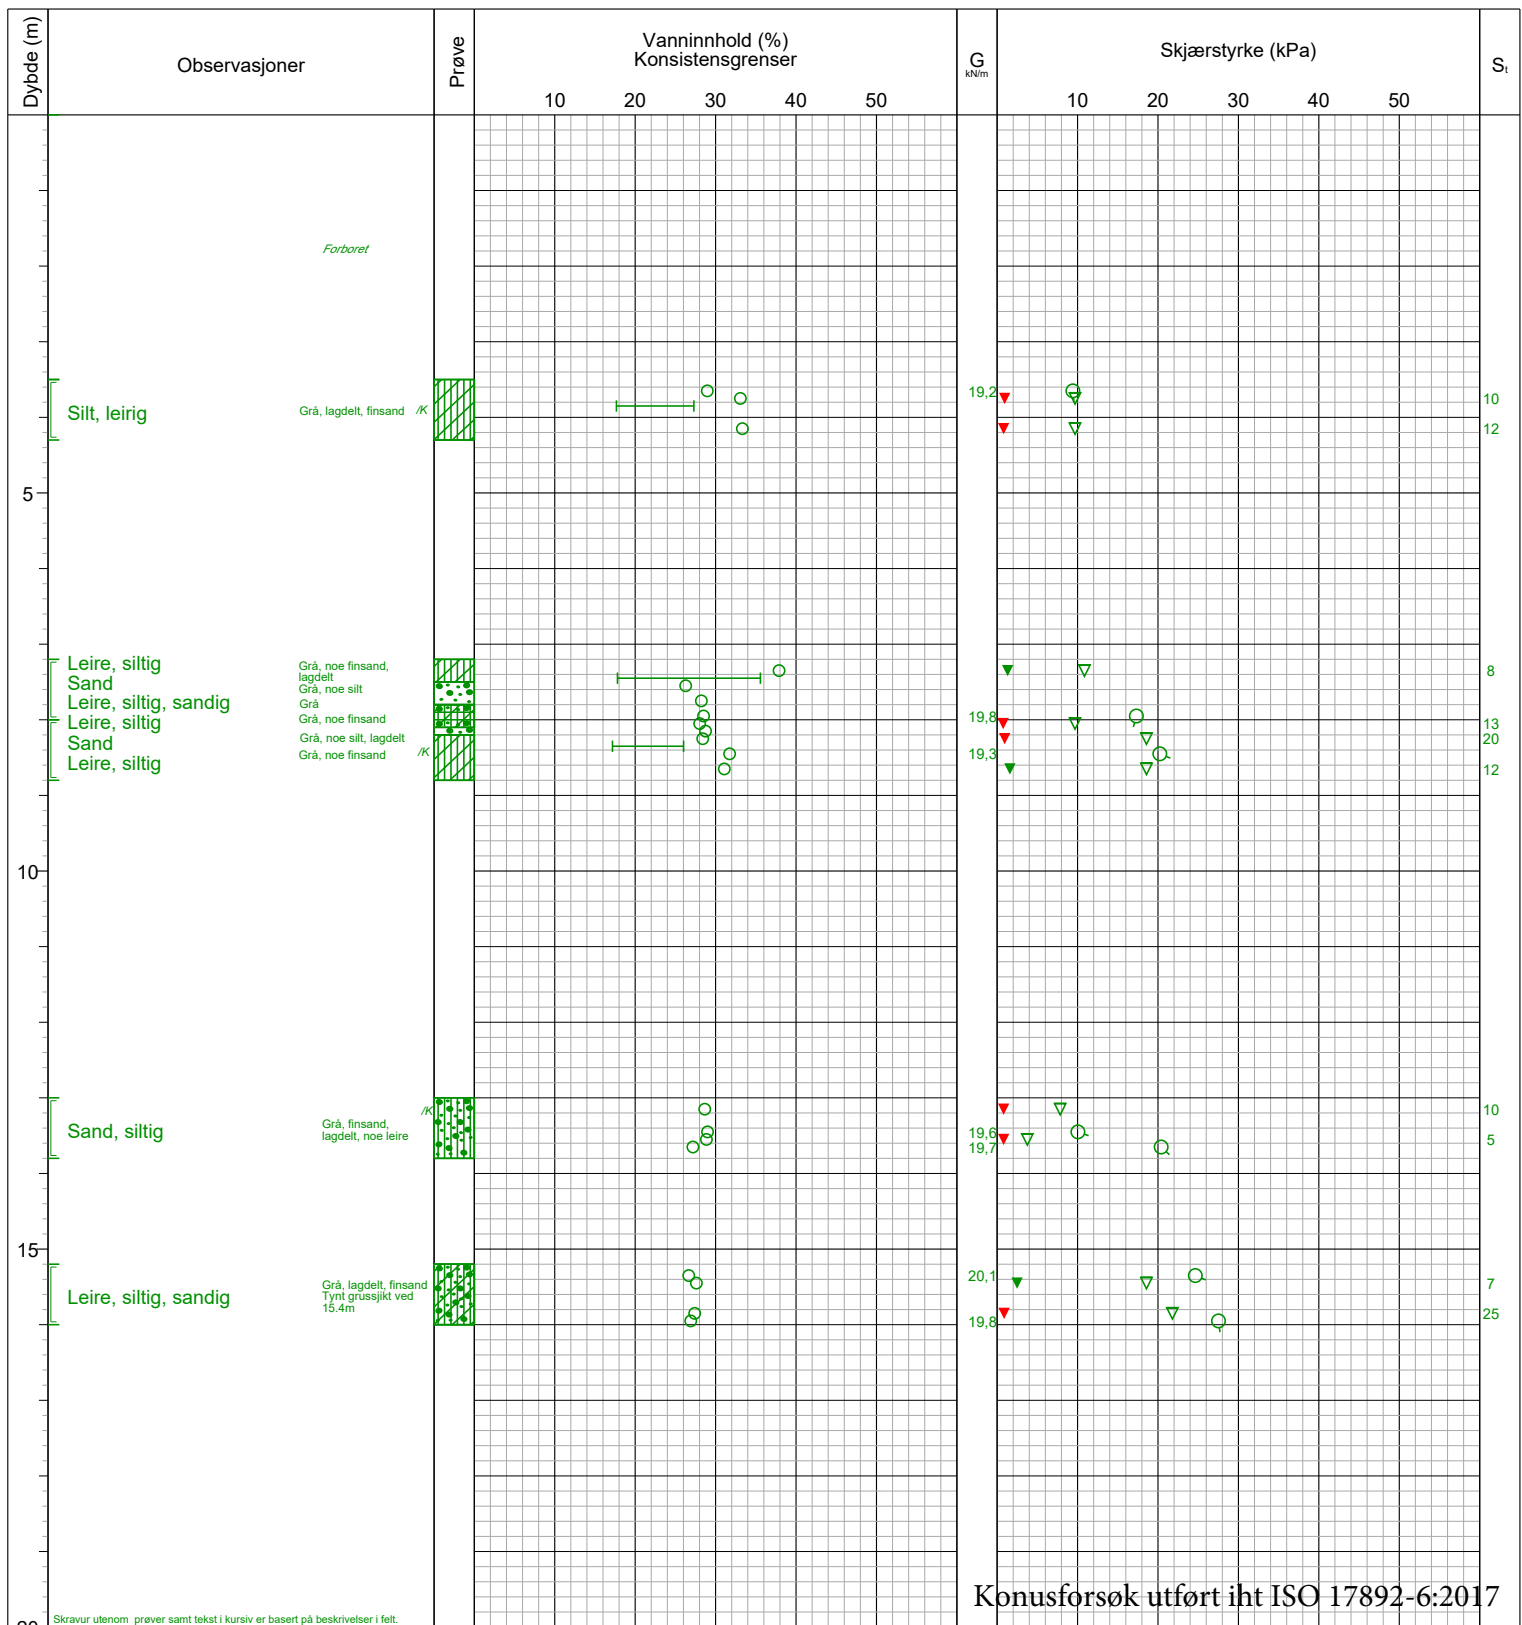 Dybde (m)
Observasjoner
Prøve
Vanninnhold (%)
Konsistensgrenser
10 20 30 40 50
G
kN/m
Skjærstyrke (kPa)
10 20 30 40 50
St
Forboret
Silt, leirig
Grå, lagdelt, finsand
/K
19,2
10
12
5
Leire, siltig
Grå, noe finsand,
lagdelt
8
Sand
Grå, noe silt
Leire, siltig, sandig
Grå
Leire, siltig
Grå, noe finsand
19,8
13
Sand
Grå, noe silt, lagdelt
20
Leire, siltig
Grå, noe finsand
/K
19,3
12
10
/K
10
Sand, siltig
Grå, finsand,
lagdelt, noe leire
19,6
19,7
5
15
Leire, siltig, sandig
Grå, lagdelt, finsand
Tynt grussjikt ved
15.4m
20,1
7
19,8
25
Konusforsøk utført iht ISO 17892-6:2017
Skravur utenom prøver samt tekst i kursiv er basert på beskrivelser i felt.